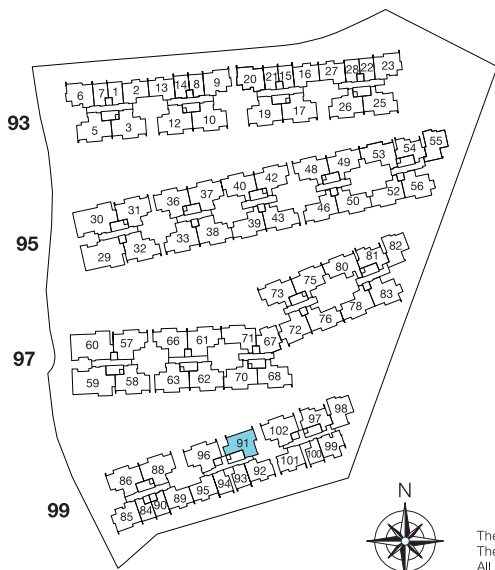 6 7 1 2 13 14 8 9 20 21 15 16 27 28 22 23
93
5 3 12 10 19 17 26 25
30 31 36 37 40 42 48 49 53 54 55
95
29 32 33 38 39 43 46 50 52 56
73 75 80 81 82
72 76 78 83
60 57 66 61 71 67
97
59 58 63 62 70 68
86 88 96 91 102 97 98
99
85 84 90 89 95 94 93 92 101 100 99
N
The
The
All